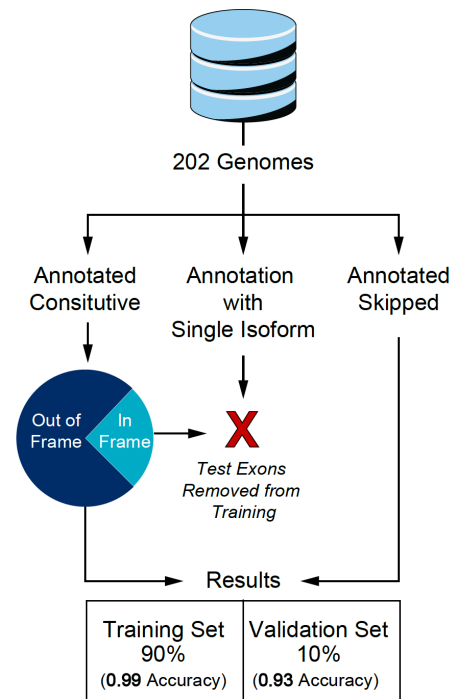 202 Genomes
Annotated
Consitutive
Annotation
with
Single Isoform
Annotated
Skipped
Out of
Frame
In
Frame
X
Test Exons
Removed from
Training
Results
Training Set
90%
(0.99 Accuracy)
Validation Set
10%
(0.93 Accuracy)